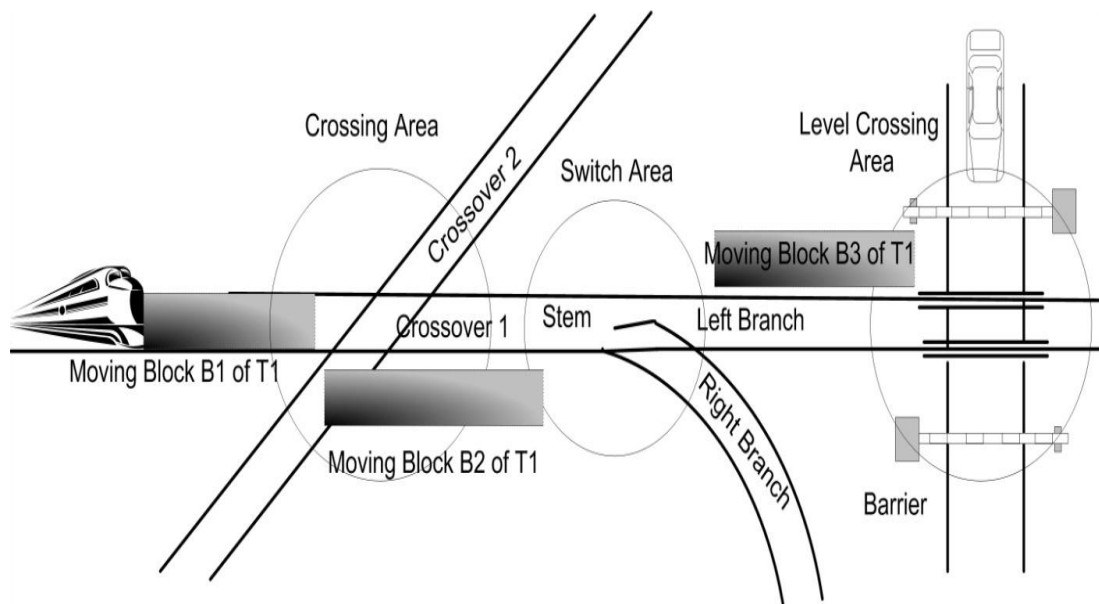 Crossing Area
Crossover 2
Switch Area
Level Crossing
Area
Moving Block B3 of T1
Crossover 1
Stem
Left Branch
Moving Block B1 of T1
Right Branch
Moving Block B2 of T1
Barrier